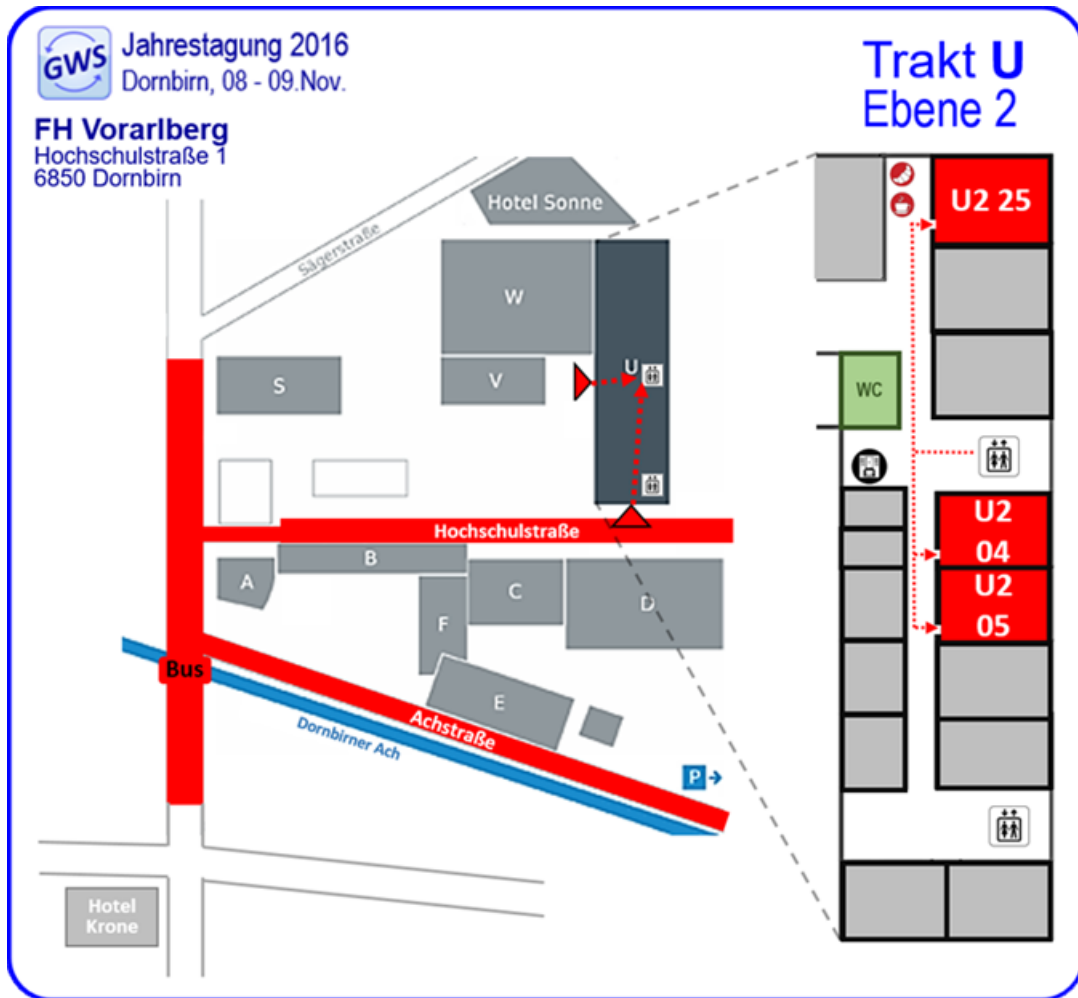 GWS
Jahrestagung 2016
Dornbirn, 08 - 09.Nov.
FH Vorarlberg
Hochschulstraße 1
6850 Dornbirn
Trakt U
Ebene 2
Hotel Sonne
Sägerstraße
W
U
S
V
Hochschulstraße
A
B
C
D
F
E
Bus
Achstraße
Dornbirner Ach
P
Hotel
Krone
U2 25
WC
U2
04
U2
05